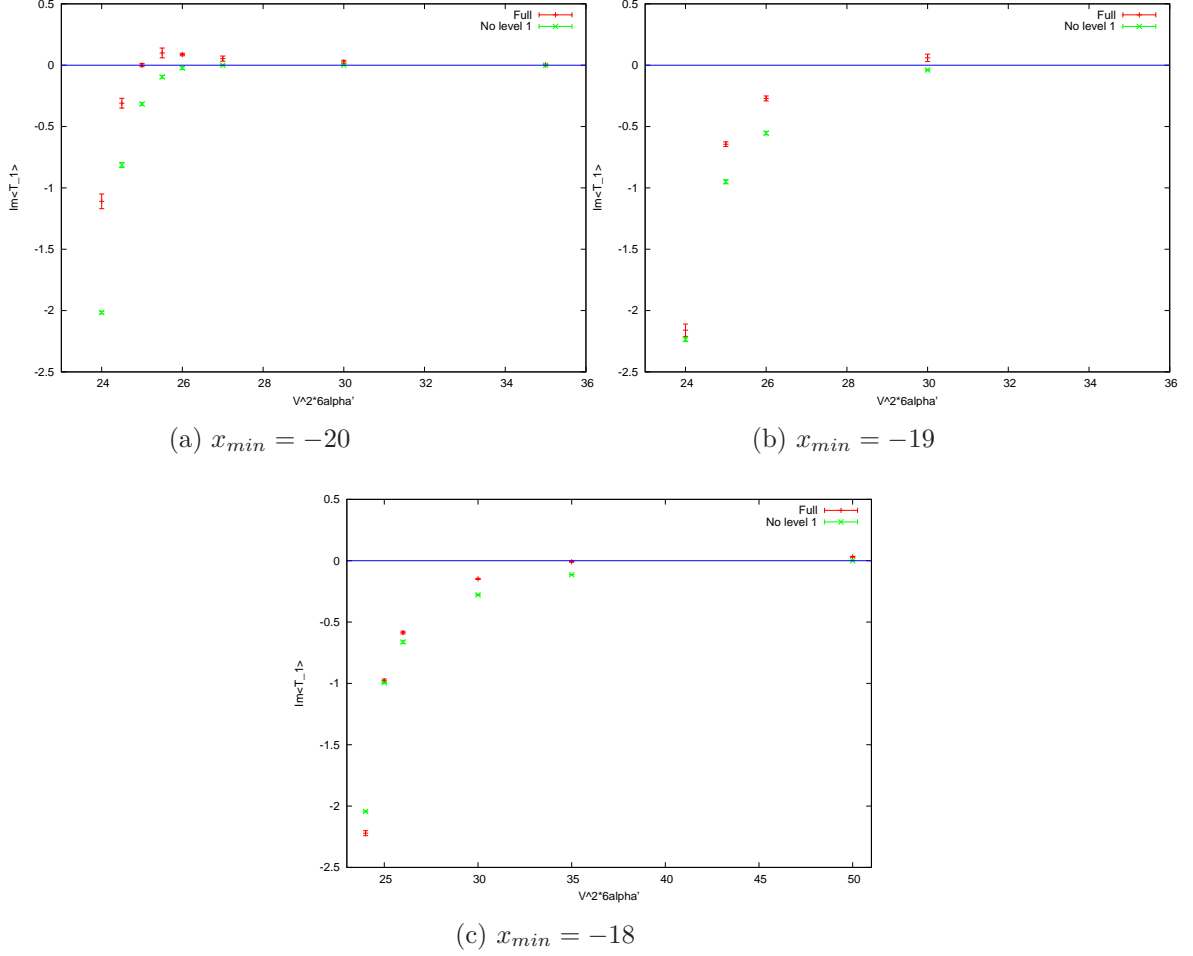 Full
No level 1
0.5
0
-0.5
-1
-1.5
-2
-2.5
24 26 28 30 32 34 36
Im<T_1>
V^2*6alpha'
(a) x_{min} = −20
Full
No level 1
0.5
0
-0.5
-1
-1.5
-2
-2.5
24 26 28 30 32 34 36
Im<T_1>
V^2*6alpha'
(b) x_{min} = −19
Full
No level 1
0.5
0
-0.5
-1
-1.5
-2
-2.5
25 30 35 40 45 50
Im<T_1>
V^2*6alpha'
(c) x_{min} = −18